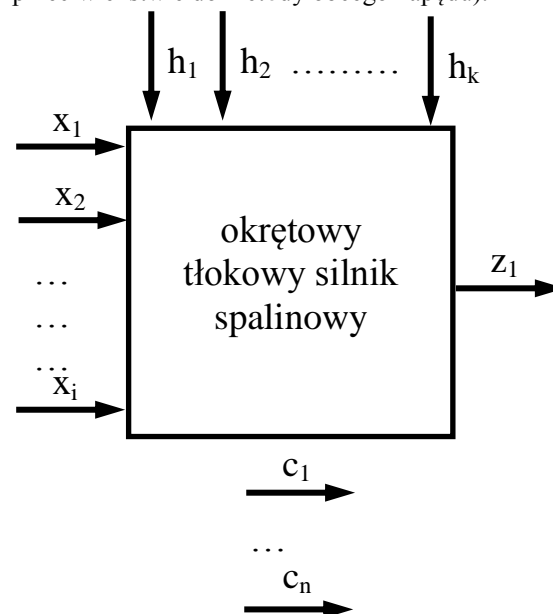 h₁ h₂ ......... hₖ
x₁
x₂
...
...
...
xᵢ
okrętowy
tłokowy silnik
spalinowy
z₁
c₁
...
cₙ